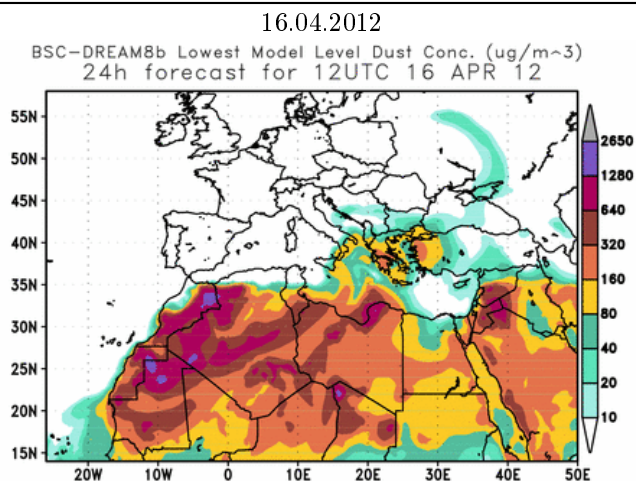 16.04.2012
BSC-DREAM8b Lowest Model Level Dust Conc. (ug/m^3)
24h forecast for 12UTC 16 APR 12
55N
50N
45N
40N
35N
30N
25N
20N
15N
20W
10W
0
10E
20E
30E
40E
50E
2650
1280
640
320
160
80
40
20
10